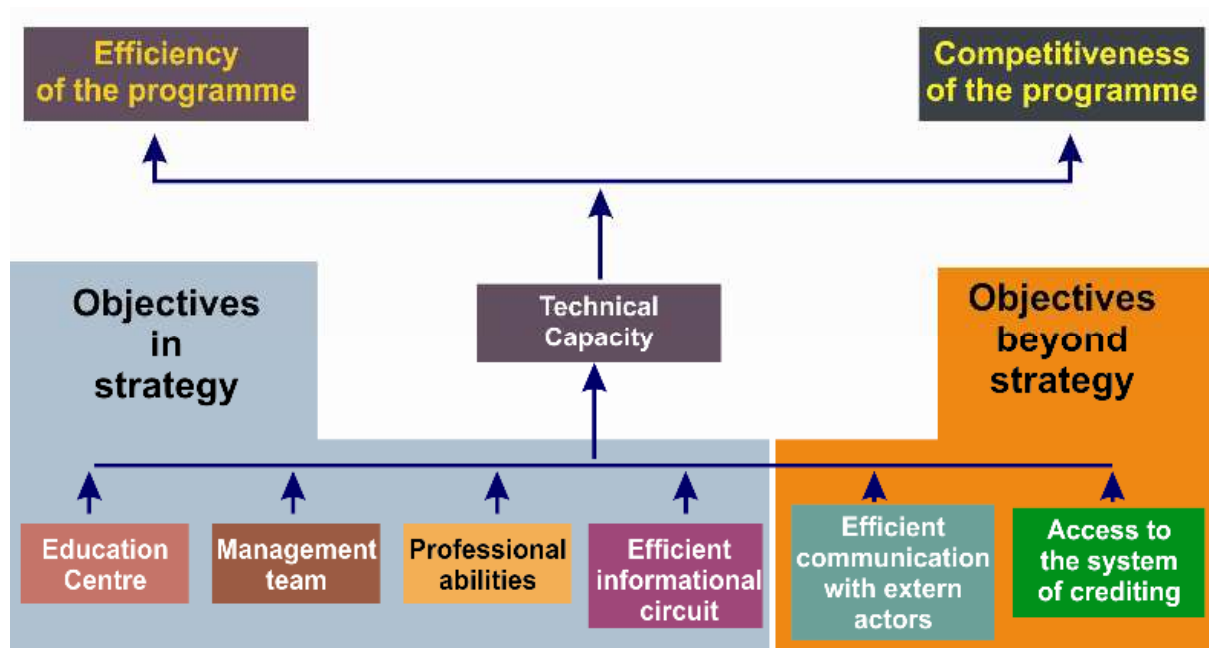 Efficiency
of the programme
Competitiveness
of the programme
Objectives
in
strategy
Technical
Capacity
Objectives
beyond
strategy
Education
Centre
Management
team
Professional
abilities
Efficient
informational
circuit
Efficient
communication
with extern
actors
Access to
the system
of crediting